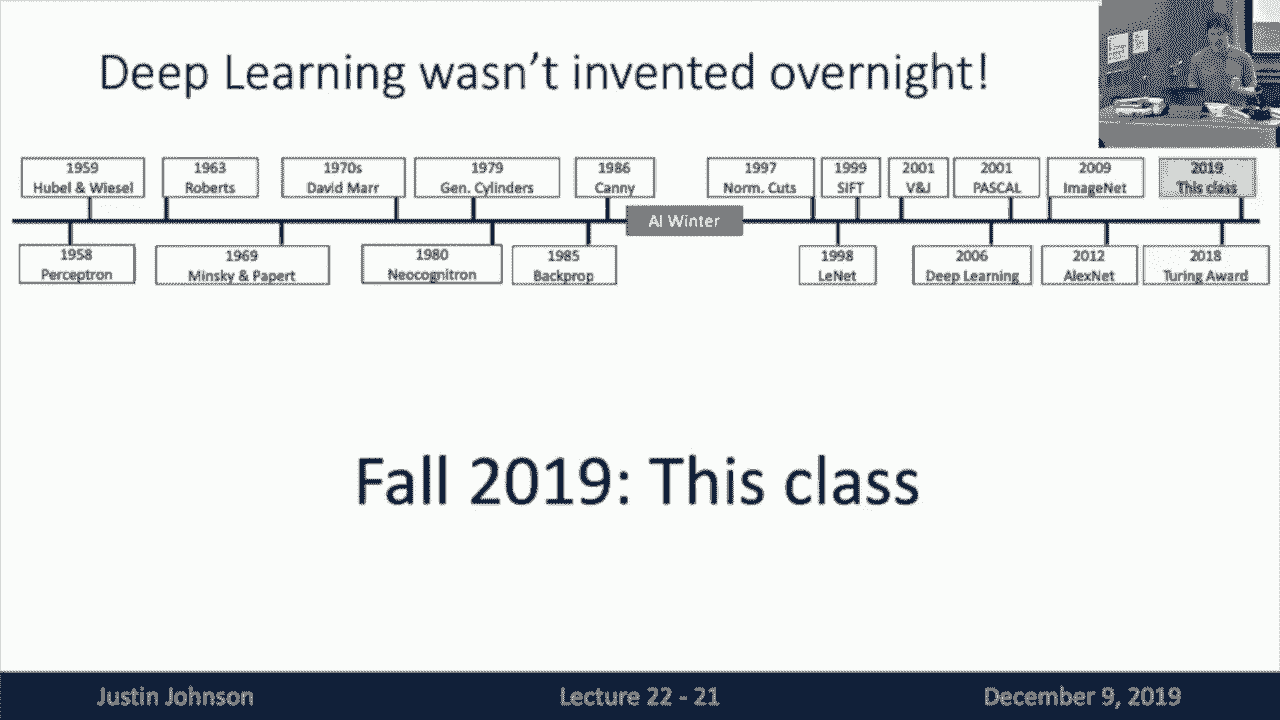 Deep Learning wasn't invented overnight!
1959
Hubel & Wiesel
1963
Roberts
1970s
David Marr
1979
Gen. Cylinders
1986
Canny
1997
Norm. Cuts
1999
SIFT
2001
V&J
2001
PASCAL
2009
ImageNet
2019
This class
AI Winter
1958
Perceptron
1969
Minsky & Papert
1980
Neocognitron
1985
Backprop
1998
LeNet
2006
Deep Learning
2012
AlexNet
2018
Turing Award
Fall 2019: This class
Justin Johnson
Lecture 22 - 21
December 9, 2019